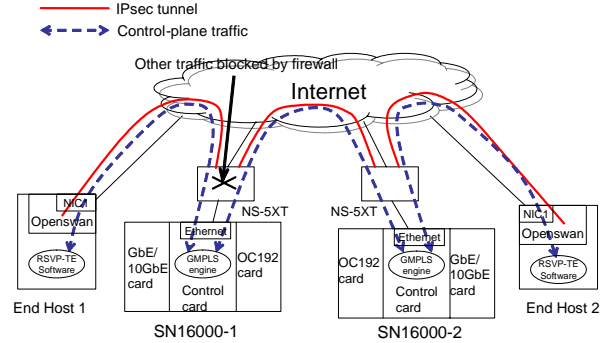 IPsec tunnel
Control-plane traffic
Other traffic blocked by firewall
Internet
NIC1
Openswan
RSVP-TE
Software
End Host 1
NS-5XT
Ethernet
GbE/
10GbE
card
GMPLS
engine
Control
card
OC192
card
SN16000-1
NS-5XT
Ethernet
OC192
card
GMPLS
engine
Control
card
GbE/
10GbE
card
SN16000-2
NIC1
Openswan
RSVP-TE
Software
End Host 2